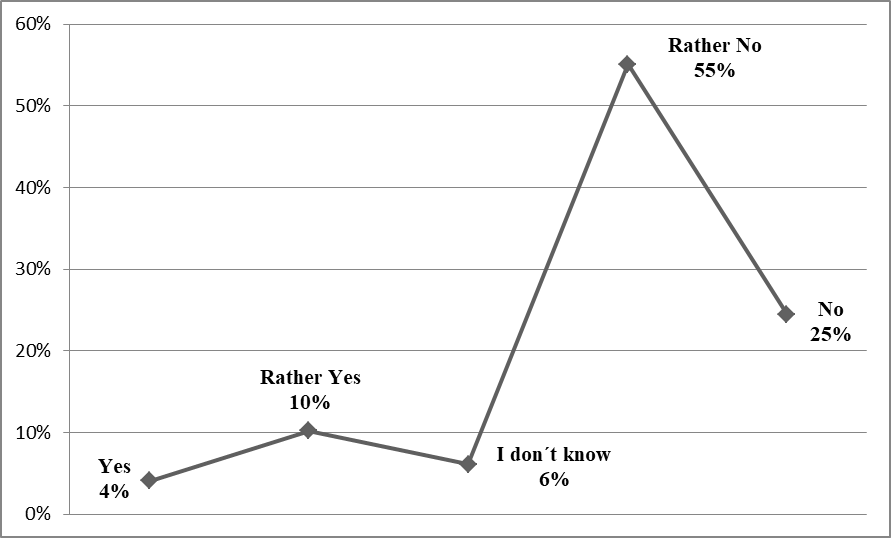 60%
50%
40%
30%
20%
10%
0%
Yes
4%
Rather Yes
10%
I don´t know
6%
Rather No
55%
No
25%